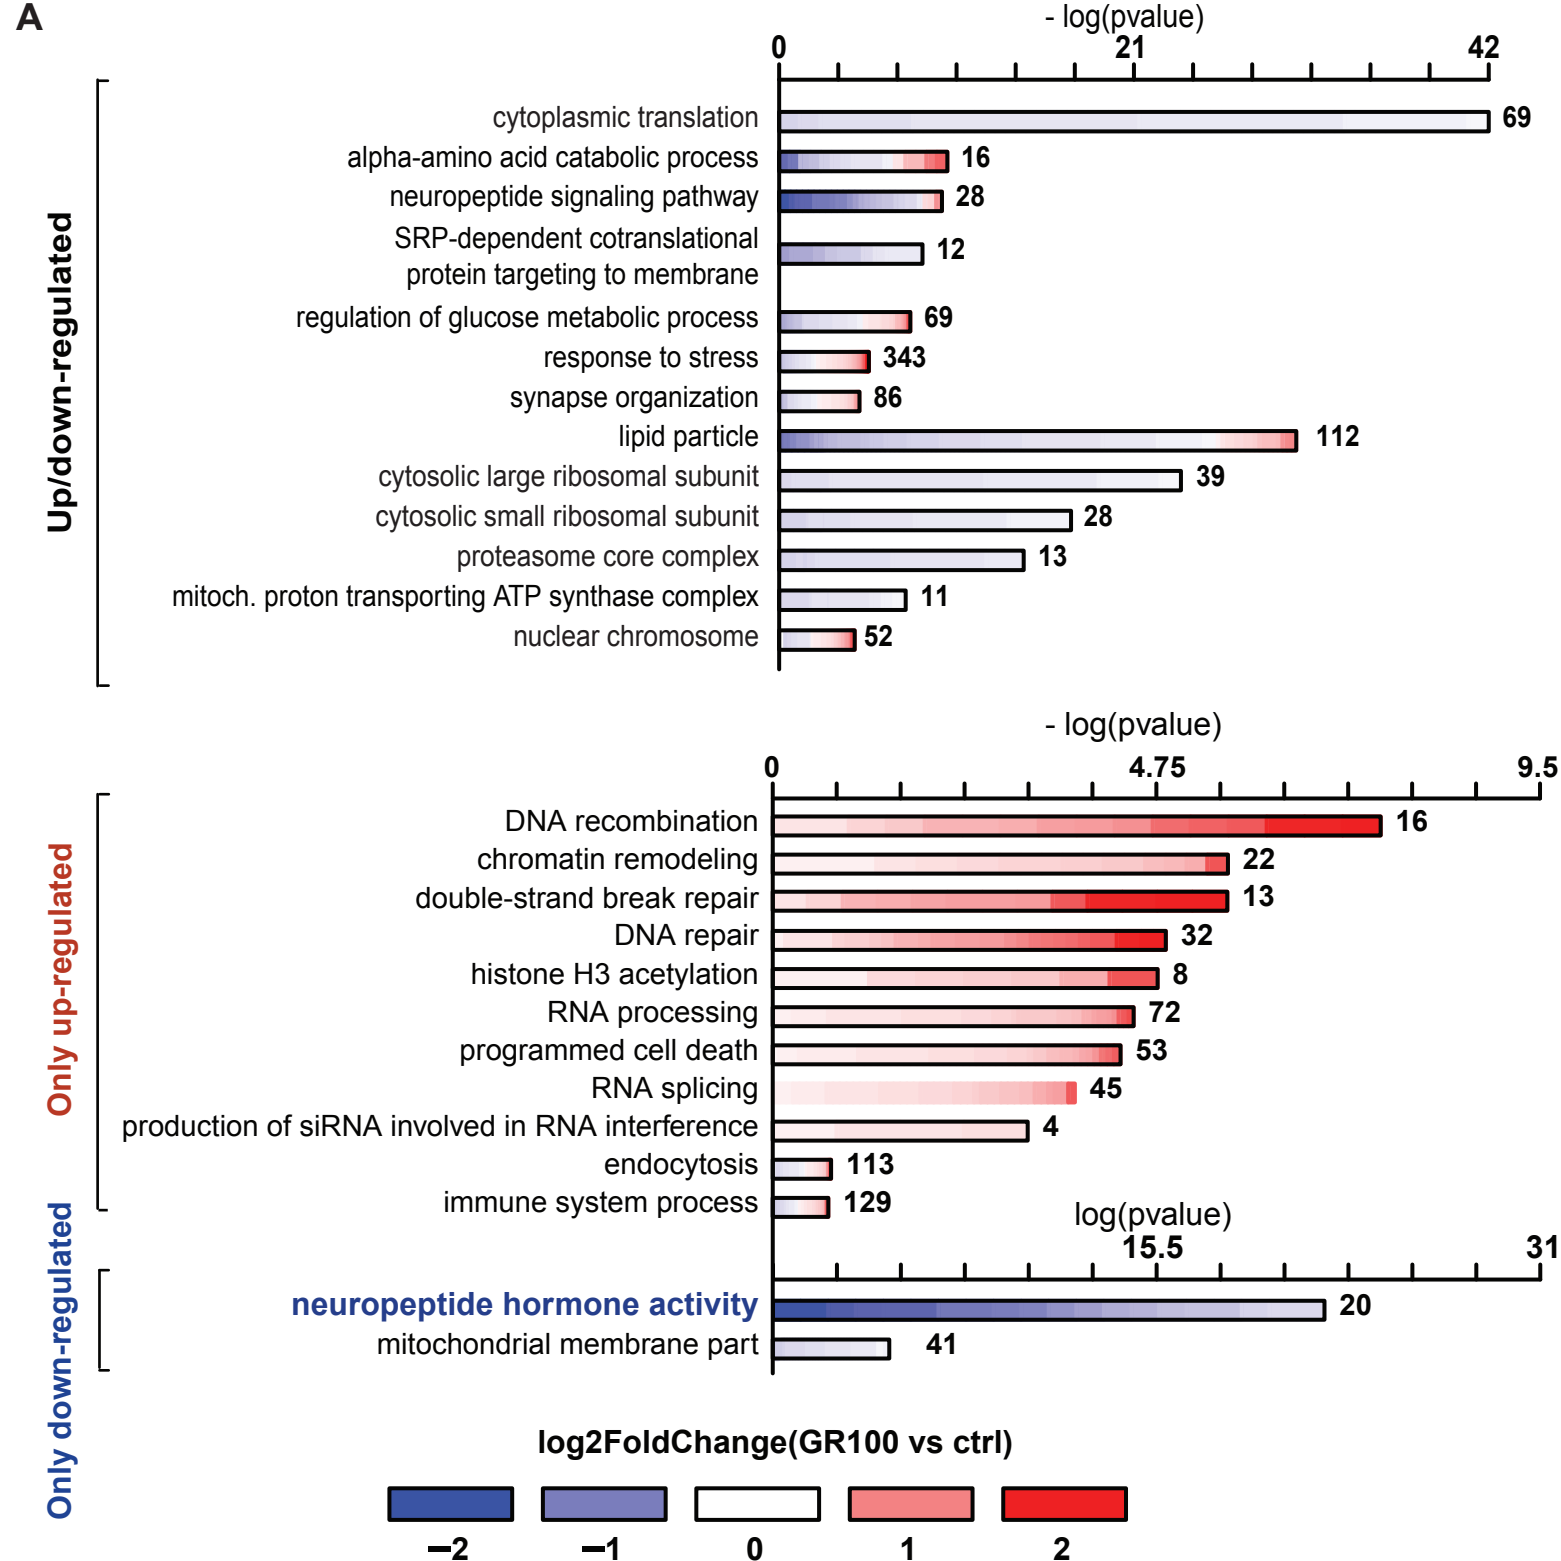 A
- log(pvalue)
0 21 42
Up/down-regulated
cytoplasmic translation 69
alpha-amino acid catabolic process 16
neuropeptide signaling pathway 28
SRP-dependent cotranslational
protein targeting to membrane 12
regulation of glucose metabolic process 69
response to stress 343
synapse organization 86
lipid particle 112
cytosolic large ribosomal subunit 39
cytosolic small ribosomal subunit 28
proteasome core complex 13
mitoch. proton transporting ATP synthase complex 11
nuclear chromosome 52
- log(pvalue)
0 4.75 9.5
Only up-regulated
DNA recombination 16
chromatin remodeling 22
double-strand break repair 13
DNA repair 32
histone H3 acetylation 8
RNA processing 72
programmed cell death 53
RNA splicing 45
production of siRNA involved in RNA interference 4
endocytosis 113
immune system process 129
log(pvalue)
15.5 31
Only down-regulated
neuropeptide hormone activity 20
mitochondrial membrane part 41
log2FoldChange(GR100 vs ctrl)
−2 −1 0 1 2